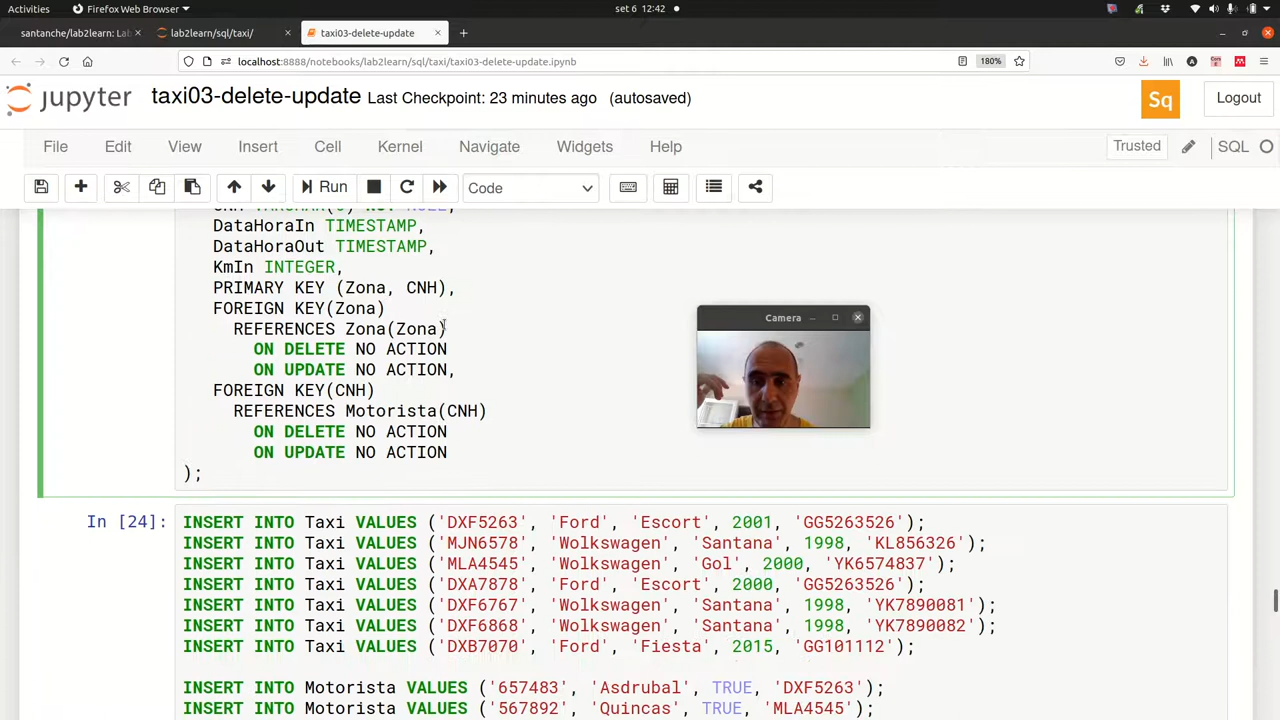 Activities
Firefox Web Browser
set 6 12:42
santanche/lab2learn: Lab
lab2learn/sql/taxi/
taxi03-delete-update
localhost:8888/notebooks/lab2learn/sql/taxi/taxi03-delete-update.ipynb
180%
jupyter
taxi03-delete-update Last Checkpoint: 23 minutes ago (autosaved)
Sq
Logout
File Edit View Insert Cell Kernel Widgets Help
Trusted
SQL
Run
Code
DataHoraIn TIMESTAMP,
DataHoraOut TIMESTAMP,
KmIn INTEGER,
PRIMARY KEY (Zona, CNH),
FOREIGN KEY(Zona)
REFERENCES Zona(Zona)
ON DELETE NO ACTION
ON UPDATE NO ACTION,
FOREIGN KEY(CNH)
REFERENCES Motorista(CNH)
ON DELETE NO ACTION
ON UPDATE NO ACTION
);
Camera
In [24]:
INSERT INTO Taxi VALUES ('DXF5263', 'Ford', 'Escort', 2001, 'GG5263526');
INSERT INTO Taxi VALUES ('MJN6578', 'Wolkswagen', 'Santana', 1998, 'KL856326');
INSERT INTO Taxi VALUES ('MLA4545', 'Wolkswagen', 'Gol', 2000, 'YK6574837');
INSERT INTO Taxi VALUES ('DXA7878', 'Ford', 'Escort', 2000, 'GG5263526');
INSERT INTO Taxi VALUES ('DXF6767', 'Wolkswagen', 'Santana', 1998, 'YK7890081');
INSERT INTO Taxi VALUES ('DXF6868', 'Wolkswagen', 'Santana', 1998, 'YK7890082');
INSERT INTO Taxi VALUES ('DXB7070', 'Ford', 'Fiesta', 2015, 'GG101112');
INSERT INTO Motorista VALUES ('657483', 'Asdrubal', TRUE, 'DXF5263');
INSERT INTO Motorista VALUES ('567892', 'Quincas', TRUE, 'MLA4545');